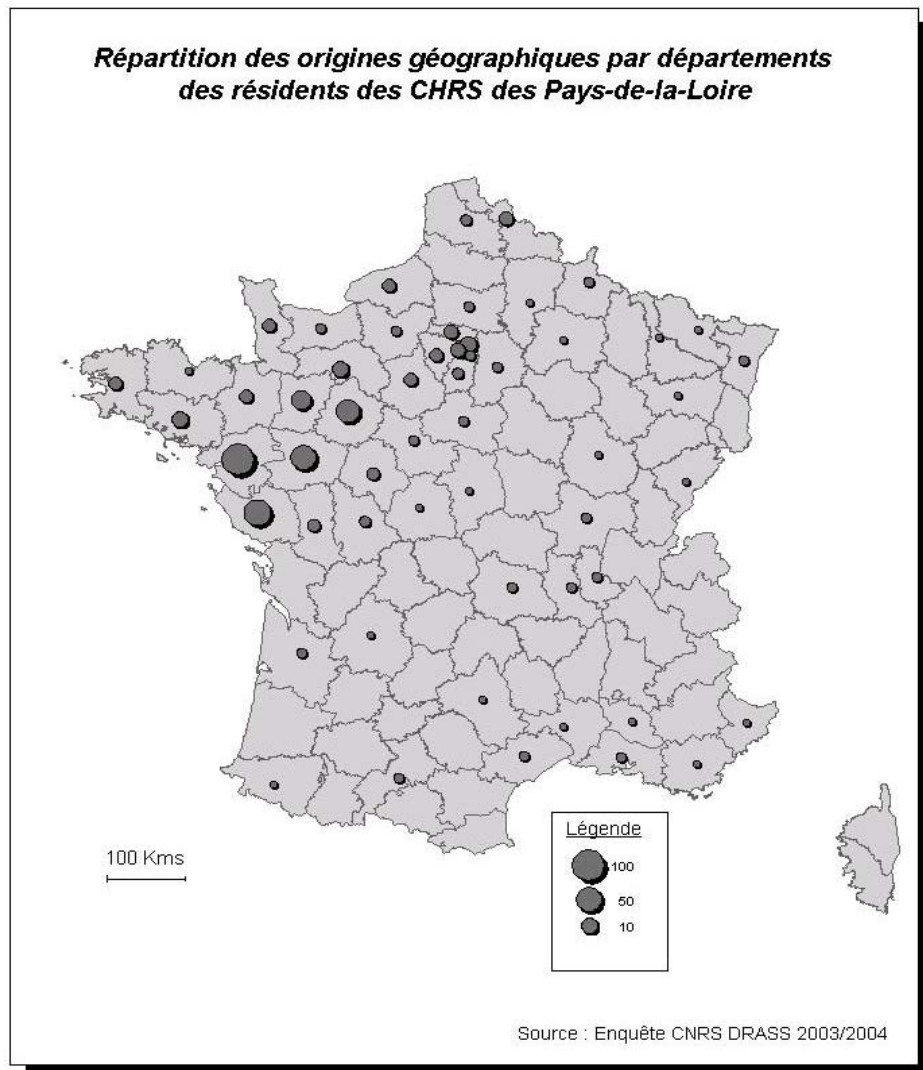 Répartition des origines géographiques par départements
des résidents des CHRS des Pays-de-la-Loire
100 Kms
Légende
100
50
10
Source : Enquête CNRS DRASS 2003/2004